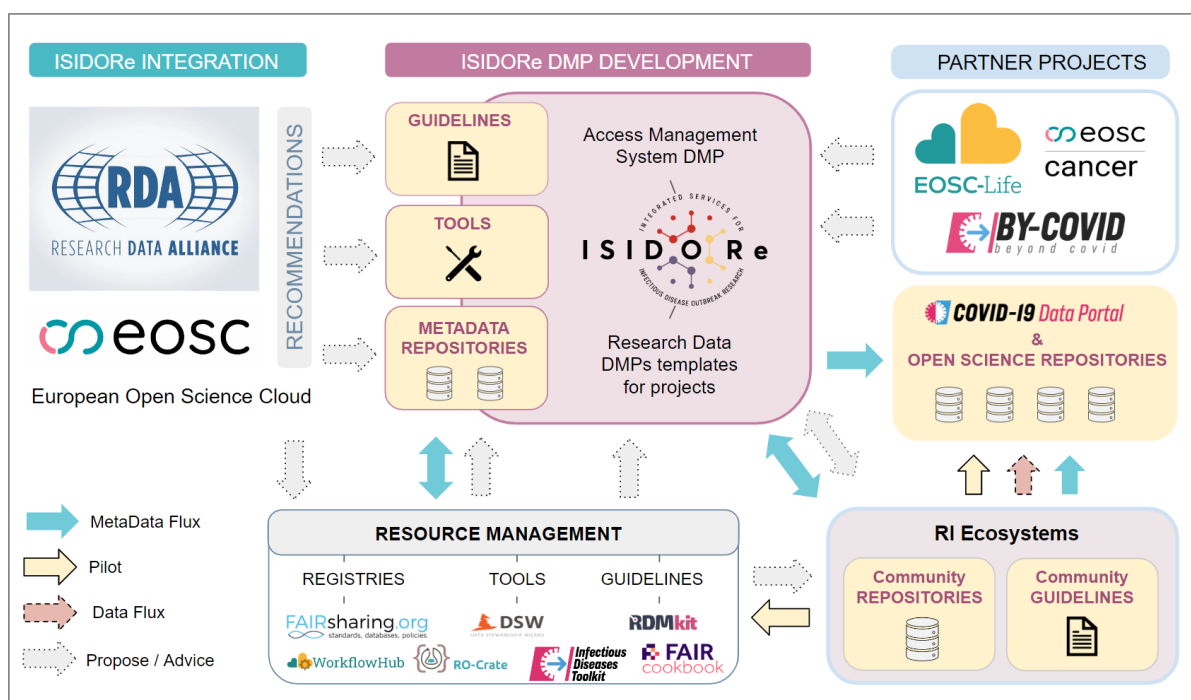 ISIDORe INTEGRATION
RDA
RESEARCH DATA ALLIANCE
eosc
European Open Science Cloud
RECOMMENDATIONS
ISIDORe DMP DEVELOPMENT
GUIDELINES
TOOLS
METADATA
REPOSITORIES
Access Management
System DMP
INTEGRATED SERVICES FOR
ISIDORe
INFECTIOUS DISEASE OUTBREAK RESEARCH
Research Data
DMPs templates
for projects
PARTNER PROJECTS
EOSC-Life
eosc
cancer
BY-COVID
beyond covid
COVID-19 Data Portal
&
OPEN SCIENCE REPOSITORIES
MetaData Flux
Pilot
Data Flux
Propose / Advice
RESOURCE MANAGEMENT
REGISTRIES
TOOLS
GUIDELINES
FAIRsharing.org
standards, databases, policies
DSW
DATA STEWARDSHIP WIZARD
RDMkit
WorkflowHub
RO-Crate
Infectious
Diseases
Toolkit
FAIR
cookbook
RI Ecosystems
Community
REPOSITORIES
Community
GUIDELINES